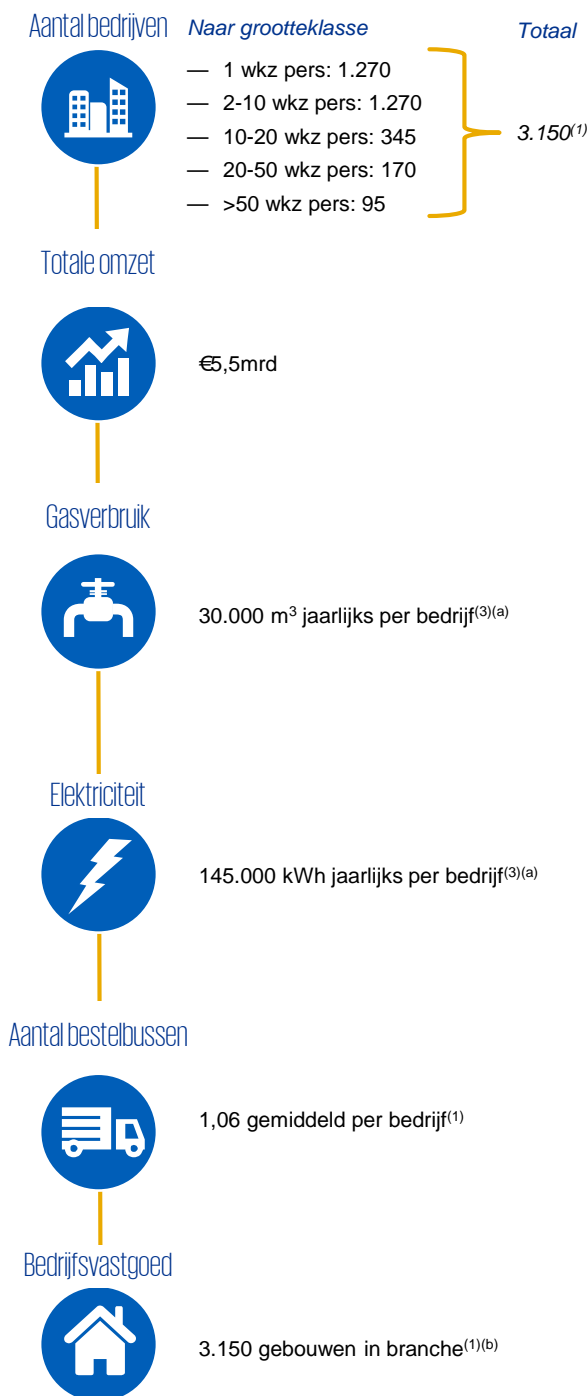 Aantal bedrijven Naar grootteklasse Totaal
— 1 wkz pers: 1.270
— 2-10 wkz pers: 1.270
— 10-20 wkz pers: 345
— 20-50 wkz pers: 170
— >50 wkz pers: 95
3.150(1)
Totale omzet
€5,5mrd
Gasverbruik
30.000 m³ jaarlijks per bedrijf(3)(a)
Elektriciteit
145.000 kWh jaarlijks per bedrijf(3)(a)
Aantal bestelbussen
1,06 gemiddeld per bedrijf(1)
Bedrijfsvastgoed
3.150 gebouwen in branche(1)(b)